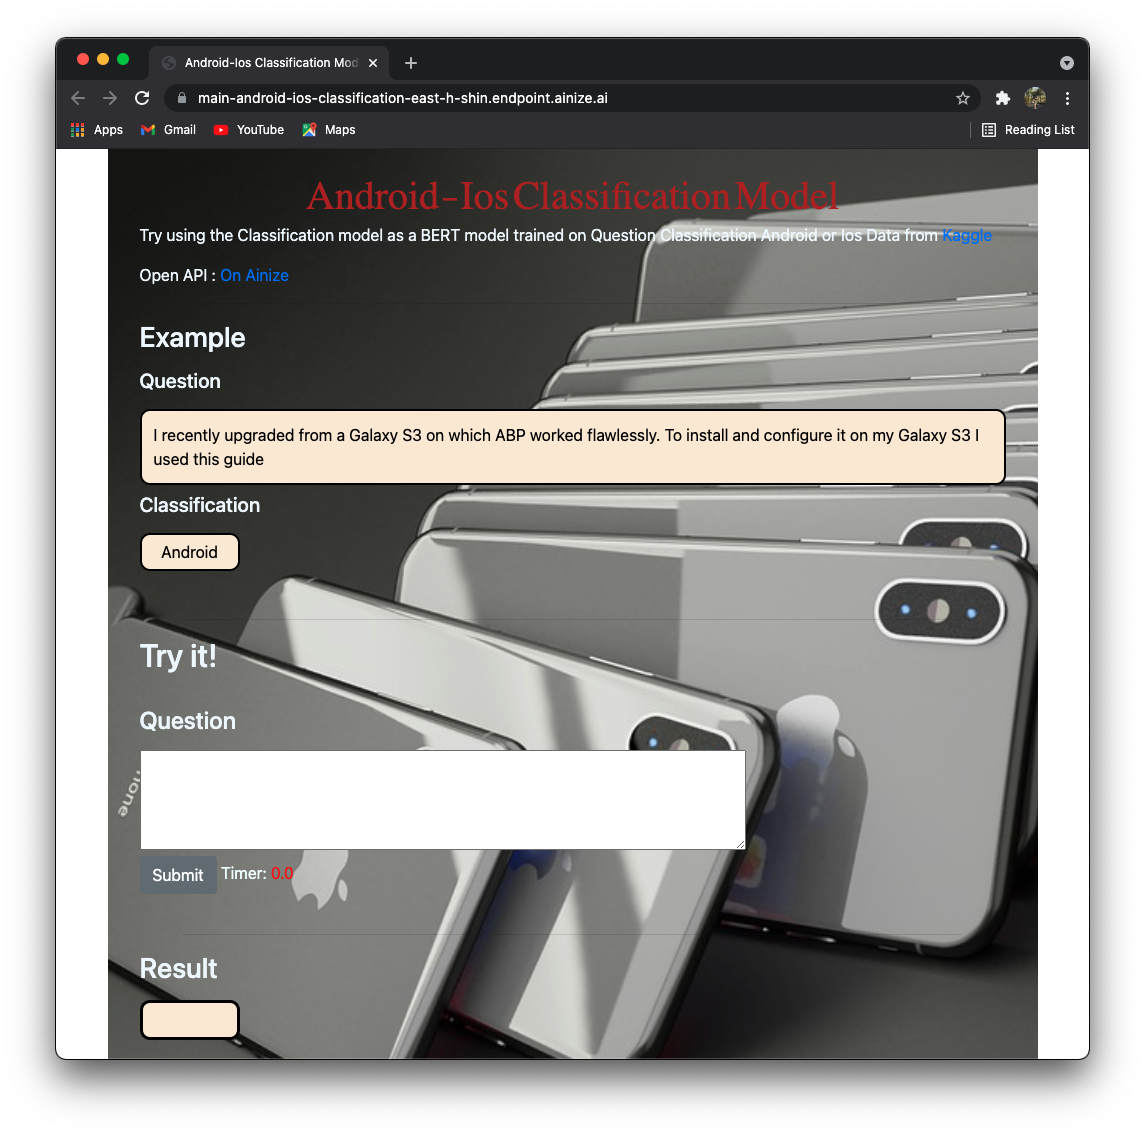 Android-Ios Classification Mod
main-android-ios-classification-east-h-shin.endpoint.ainize.ai
Apps Gmail YouTube Maps Reading List
Android-Ios Classification Model
Try using the Classification model as a BERT model trained on Question Classification Android or Ios Data from Kaggle
Open API : On Ainize
Example
Question
I recently upgraded from a Galaxy S3 on which ABP worked flawlessly. To install and configure it on my Galaxy S3 I
used this guide
Classification
Android
Try it!
Question
hone
Submit Timer: 0.0
Result